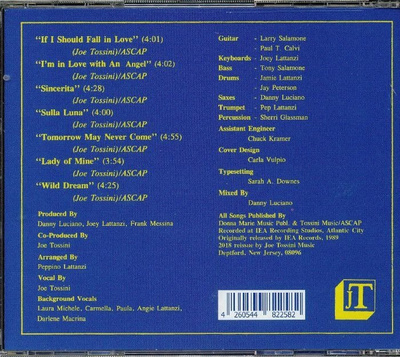 "If I Should Fall in Love" (4:01)
(Joe Tossini)/ASCAP
"I'm in Love with An Angel" (4:02)
(Joe Tossini)/ASCAP
"Sincerita" (4:28)
(Joe Tossini)/ASCAP
"Sulla Luna" (4:00)
(Joe Tossini)/ASCAP
"Tomorrow May Never Come" (4:55)
(Joe Tossini)/ASCAP
"Lady of Mine" (3:54)
(Joe Tossini)/ASCAP
"Wild Dream" (4:25)
(Joe Tossini)/ASCAP
Produced By
Danny Luciano, Joey Lattanzi, Frank Messina
Co-Produced By
Joe Tossini
Arranged By
Peppino Lattanzi
Vocal By
Joe Tossini
Background Vocals
Laura Michele, Carmella, Paula, Angie Lattanzi,
Darlene Macrina
Guitar - Larry Salamone
- Paul T. Calvi
Keyboards - Joey Lattanzi
Bass - Tony Salamone
Drums - Jamie Lattanzi
- Jay Peterson
Saxes - Danny Luciano
Trumpet - Pep Lattanzi
Percussion - Sherri Glassman
Assistant Engineer
Chuck Kramer
Cover Design
Carla Vulpio
Typesetting
Sarah A. Downes
Mixed By
Danny Luciano
All Songs Published By
Donna Marie Music Publ. & Tossini Music/ASCAP
Recorded at IEA Recording Studios, Atlantic City
Originally released by IEA Records, 1989
2018 reissue by Joe Tossini Music
Deptford, New Jersey, 08096
4 260544 822582
JT